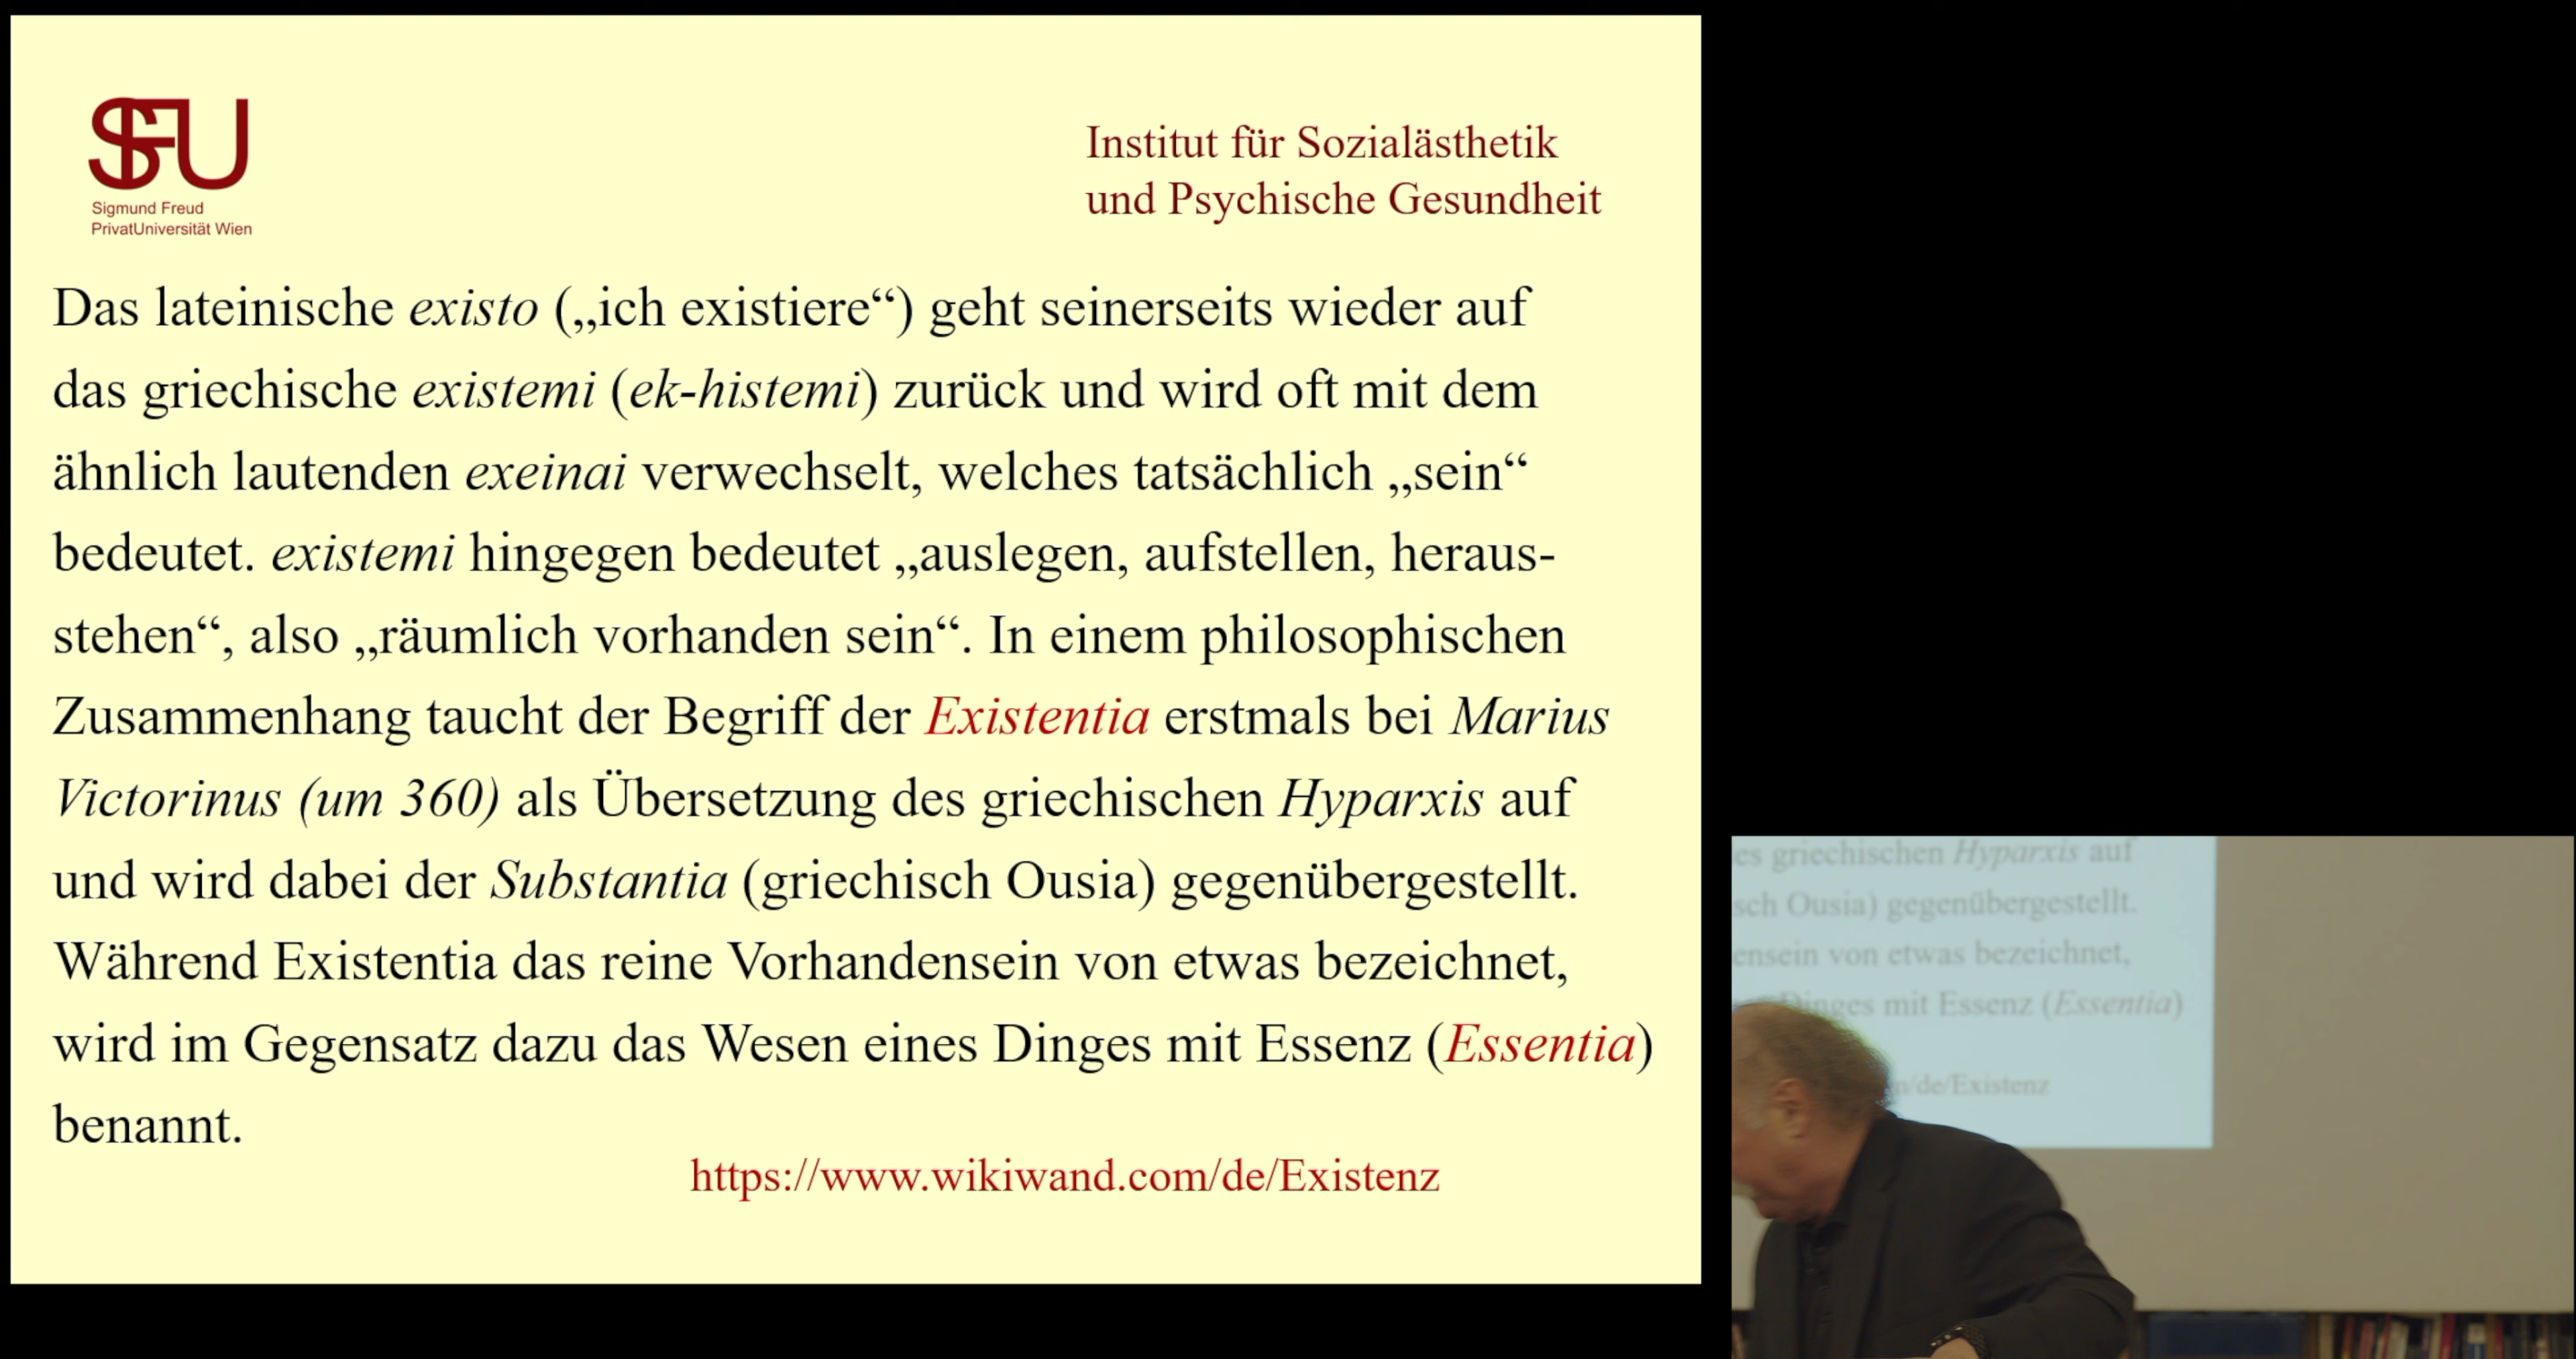 SFU
Sigmund Freud
PrivatUniversität Wien
Institut für Sozialästhetik
und Psychische Gesundheit
Das lateinische existo („ich existiere“) geht seinerseits wieder auf
das griechische existemi (ek-histemi) zurück und wird oft mit dem
ähnlich lautenden exeinai verwechselt, welches tatsächlich „sein“
bedeutet. existemi hingegen bedeutet „auslegen, aufstellen, heraus-
stehen“, also „räumlich vorhanden sein“. In einem philosophischen
Zusammenhang taucht der Begriff der Existentia erstmals bei Marius
Victorinus (um 360) als Übersetzung des griechischen Hyparxis auf
und wird dabei der Substantia (griechisch Ousia) gegenübergestellt.
Während Existentia das reine Vorhandensein von etwas bezeichnet,
wird im Gegensatz dazu das Wesen eines Dinges mit Essenz (Essentia)
benannt.
https://www.wikiwand.com/de/Existenz
es griechischen Hyparxis auf
sch Ousia) gegenübergestellt.
ensein von etwas bezeichnet,
Dinges mit Essenz (Essentia)
n/de/Existenz